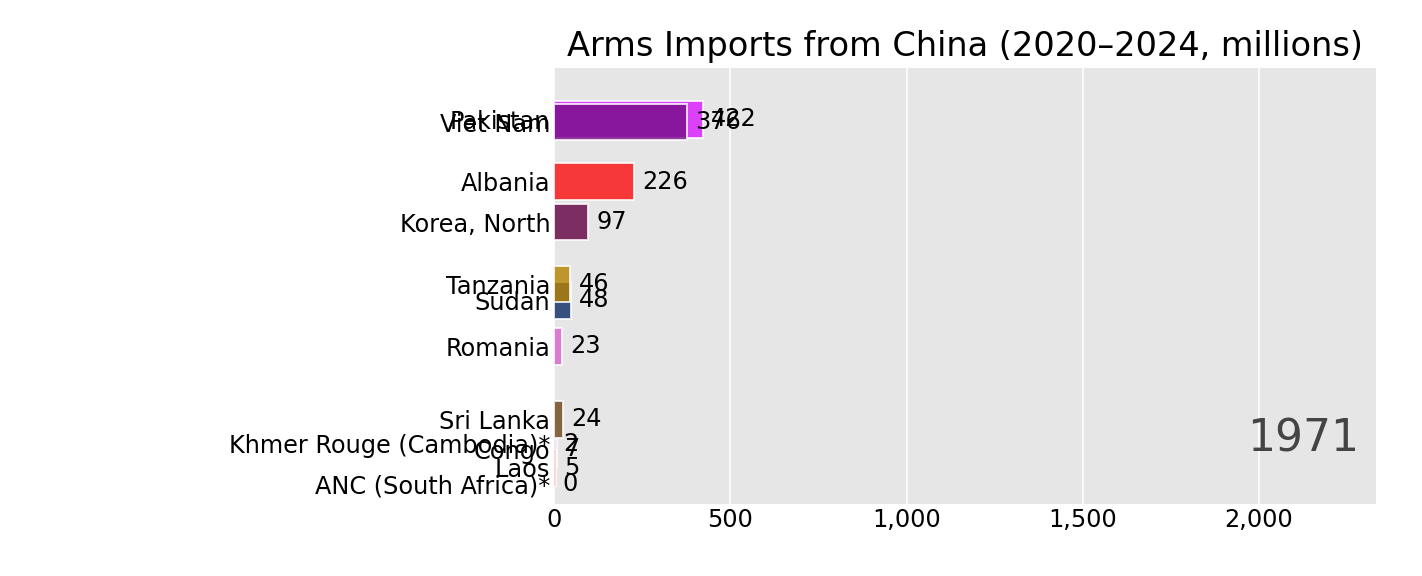 Arms Imports from China (2020–2024, millions)
Pakistan 422
Viet Nam 376
Albania 226
Korea, North 97
Tanzania 46
Sudan 48
Romania 23
Sri Lanka 24
Khmer Rouge (Cambodia)* 2
Congo 7
Laos 5
ANC (South Africa)* 0
1971
0 500 1,000 1,500 2,000